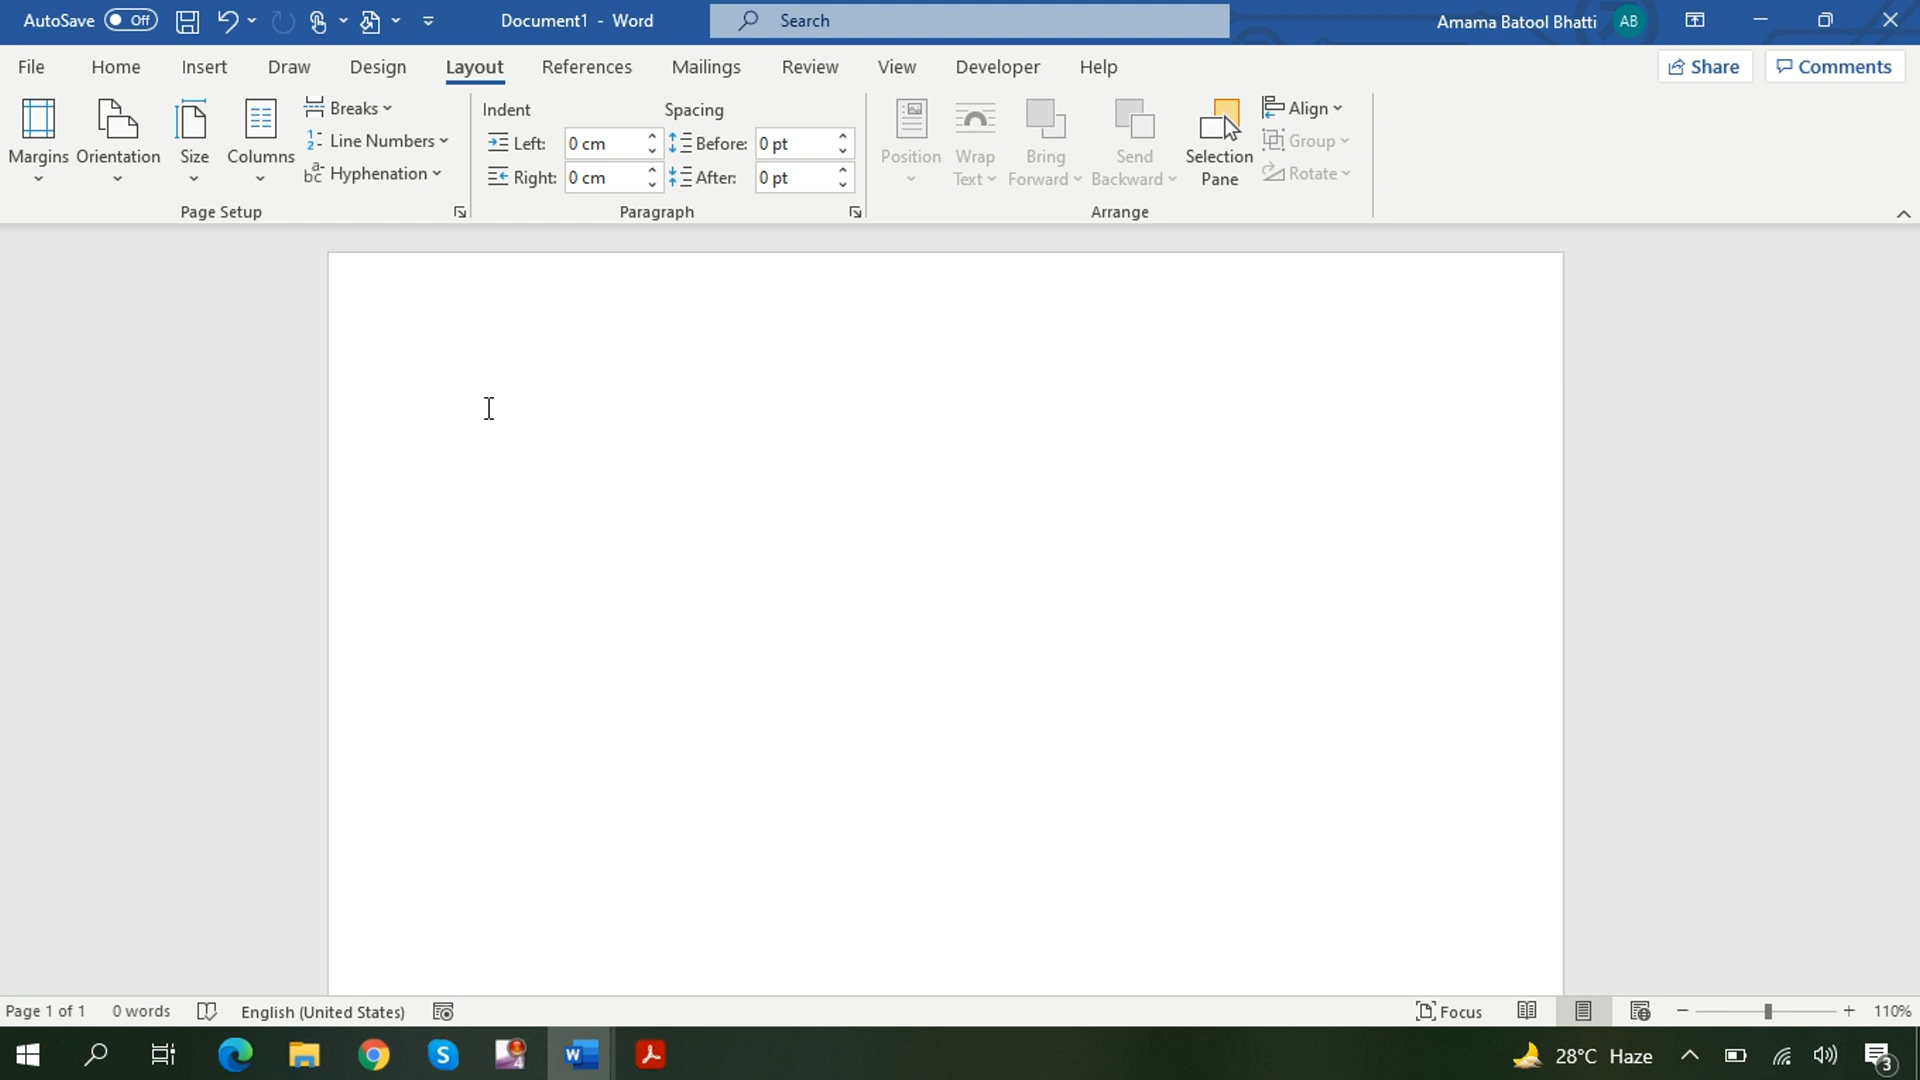 AutoSave Off Document1 - Word Search Amama Batool Bhatti AB
File Home Insert Draw Design Layout References Mailings Review View Developer Help Share Comments
Margins Orientation Size Columns Breaks Line Numbers Hyphenation
Page Setup
Indent Spacing
Left: 0 cm Before: 0 pt
Right: 0 cm After: 0 pt
Paragraph
Position Wrap Text Bring Forward Send Backward Selection Pane Align Group Rotate
Arrange
Page 1 of 1 0 words English (United States) Focus 110%
28°C Haze 3